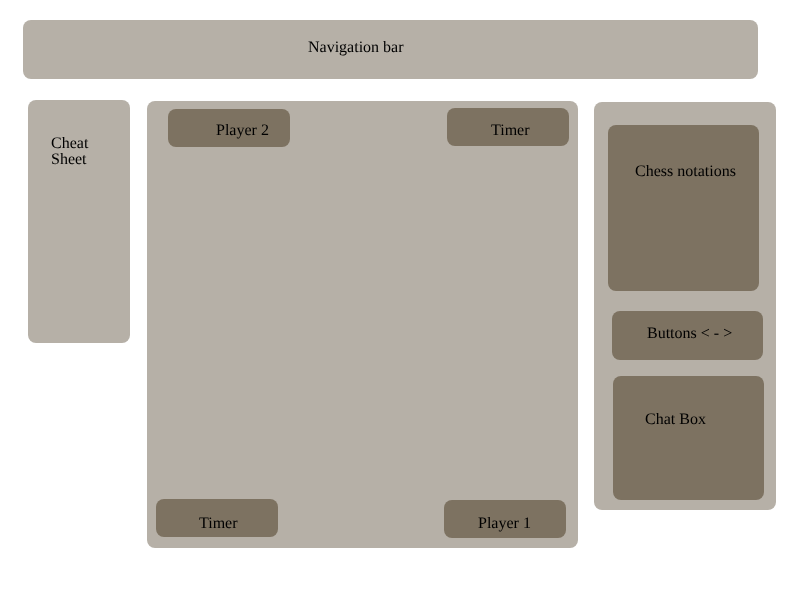 Navigation bar
Cheat
Sheet
Player 2
Timer
Timer
Player 1
Chess notations
Buttons < - >
Chat Box